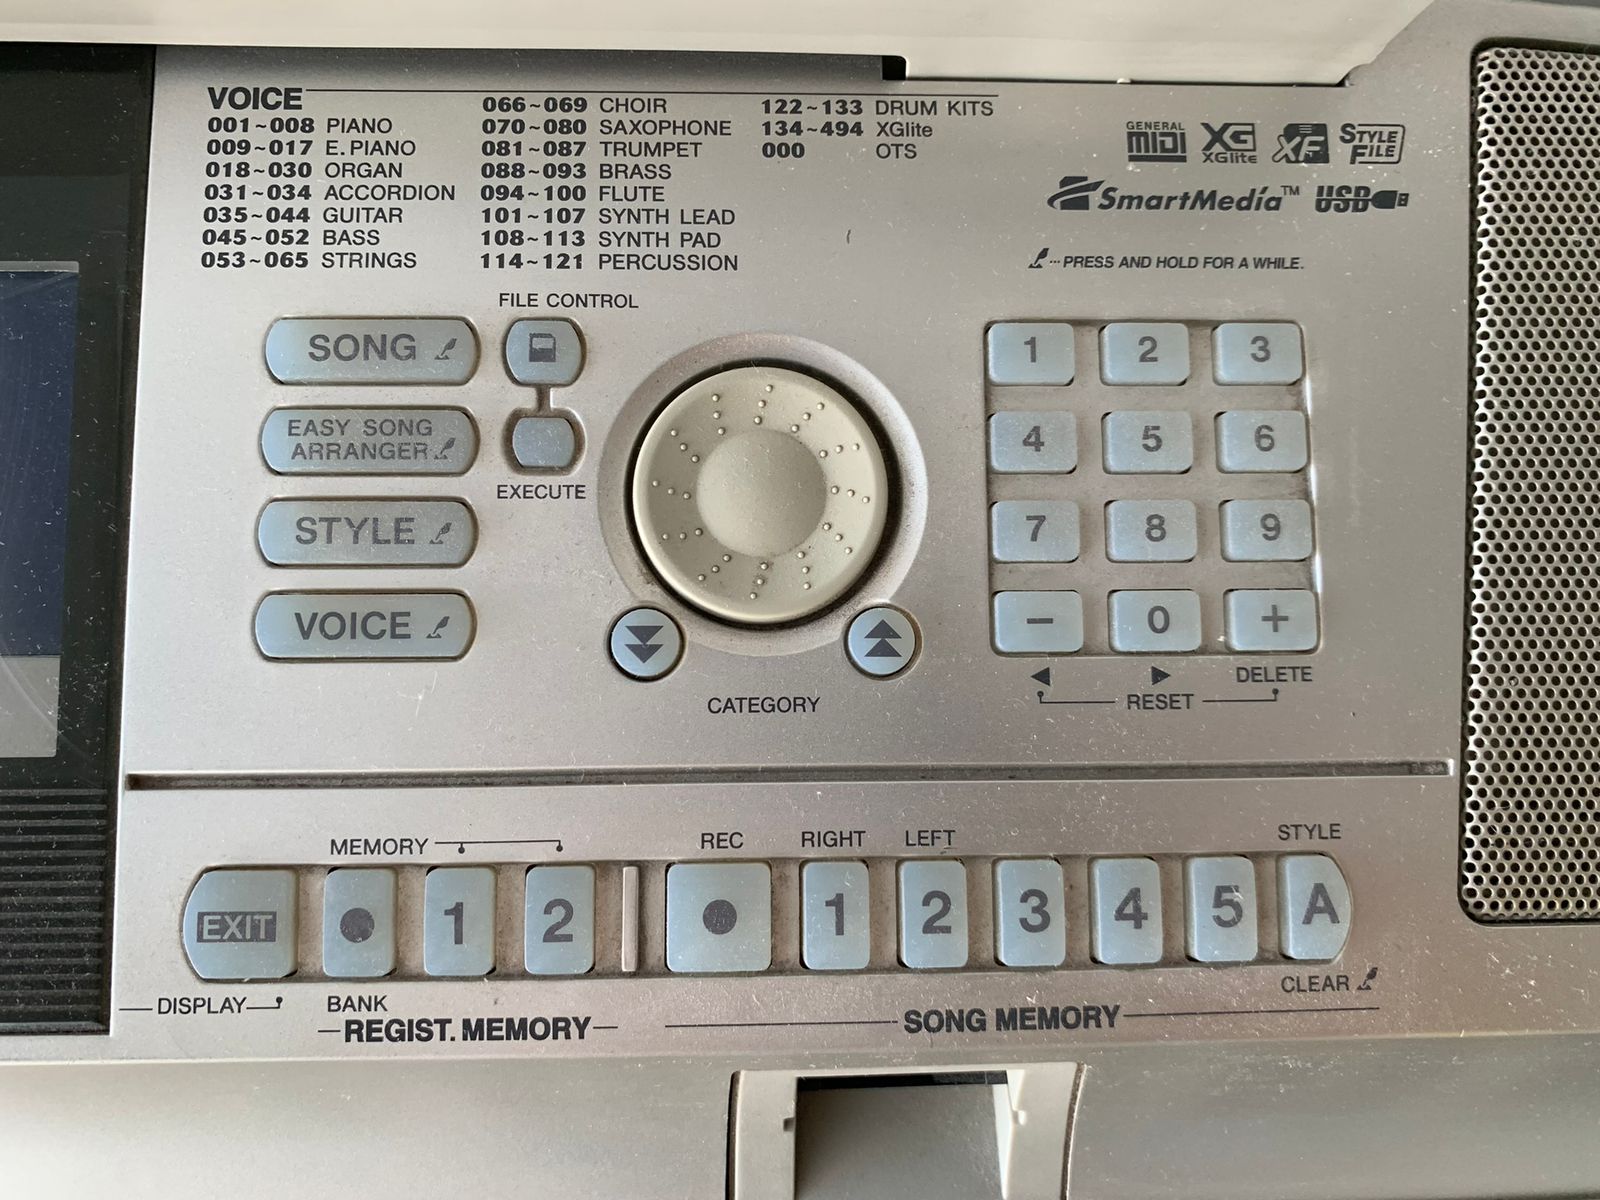 VOICE
001~008 PIANO
009~017 E.PIANO
018~030 ORGAN
031~034 ACCORDION
035~044 GUITAR
045~052 BASS
053~065 STRINGS
066~069 CHOIR
070~080 SAXOPHONE
081~087 TRUMPET
088~093 BRASS
094~100 FLUTE
101~107 SYNTH LEAD
108~113 SYNTH PAD
114~121 PERCUSSION
122~133 DRUM KITS
134~494 XGlite
000 OTS
GENERAL MIDI
XG XGlite
XF
STYLE FILE
SmartMedia™ USB
···PRESS AND HOLD FOR A WHILE.
FILE CONTROL
SONG
EASY SONG
ARRANGER
EXECUTE
STYLE
VOICE
CATEGORY
1 2 3
4 5 6
7 8 9
− 0 +
◀ ▶ DELETE
RESET
MEMORY
REC RIGHT LEFT STYLE
EXIT ● 1 2 ● 1 2 3 4 5 A
DISPLAY BANK CLEAR
REGIST. MEMORY SONG MEMORY